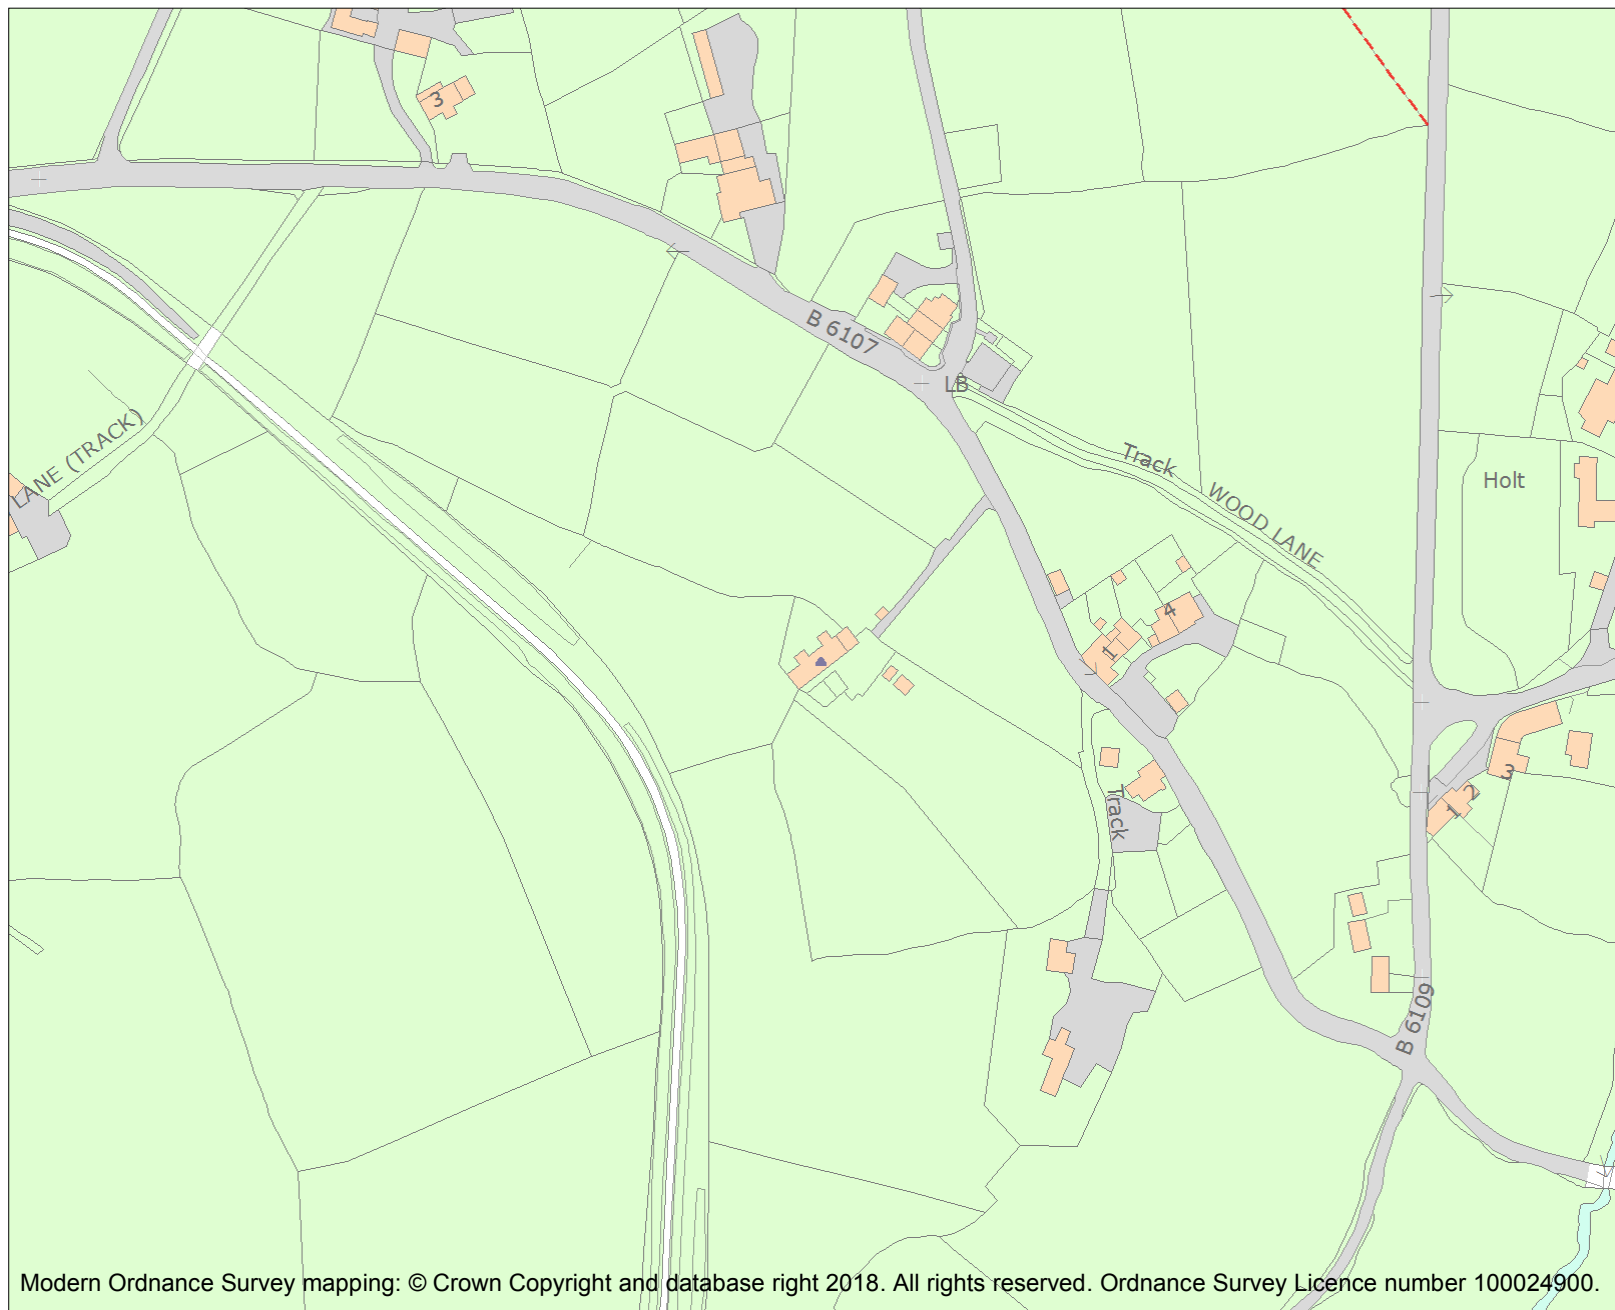 3
B 6107
LB
LANE (TRACK)
Track
WOOD LANE
Holt
4
1
Track
3
2
1
B 6109
Modern Ordnance Survey mapping: © Crown Copyright and database right 2018. All rights reserved. Ordnance Survey Licence number 100024900.